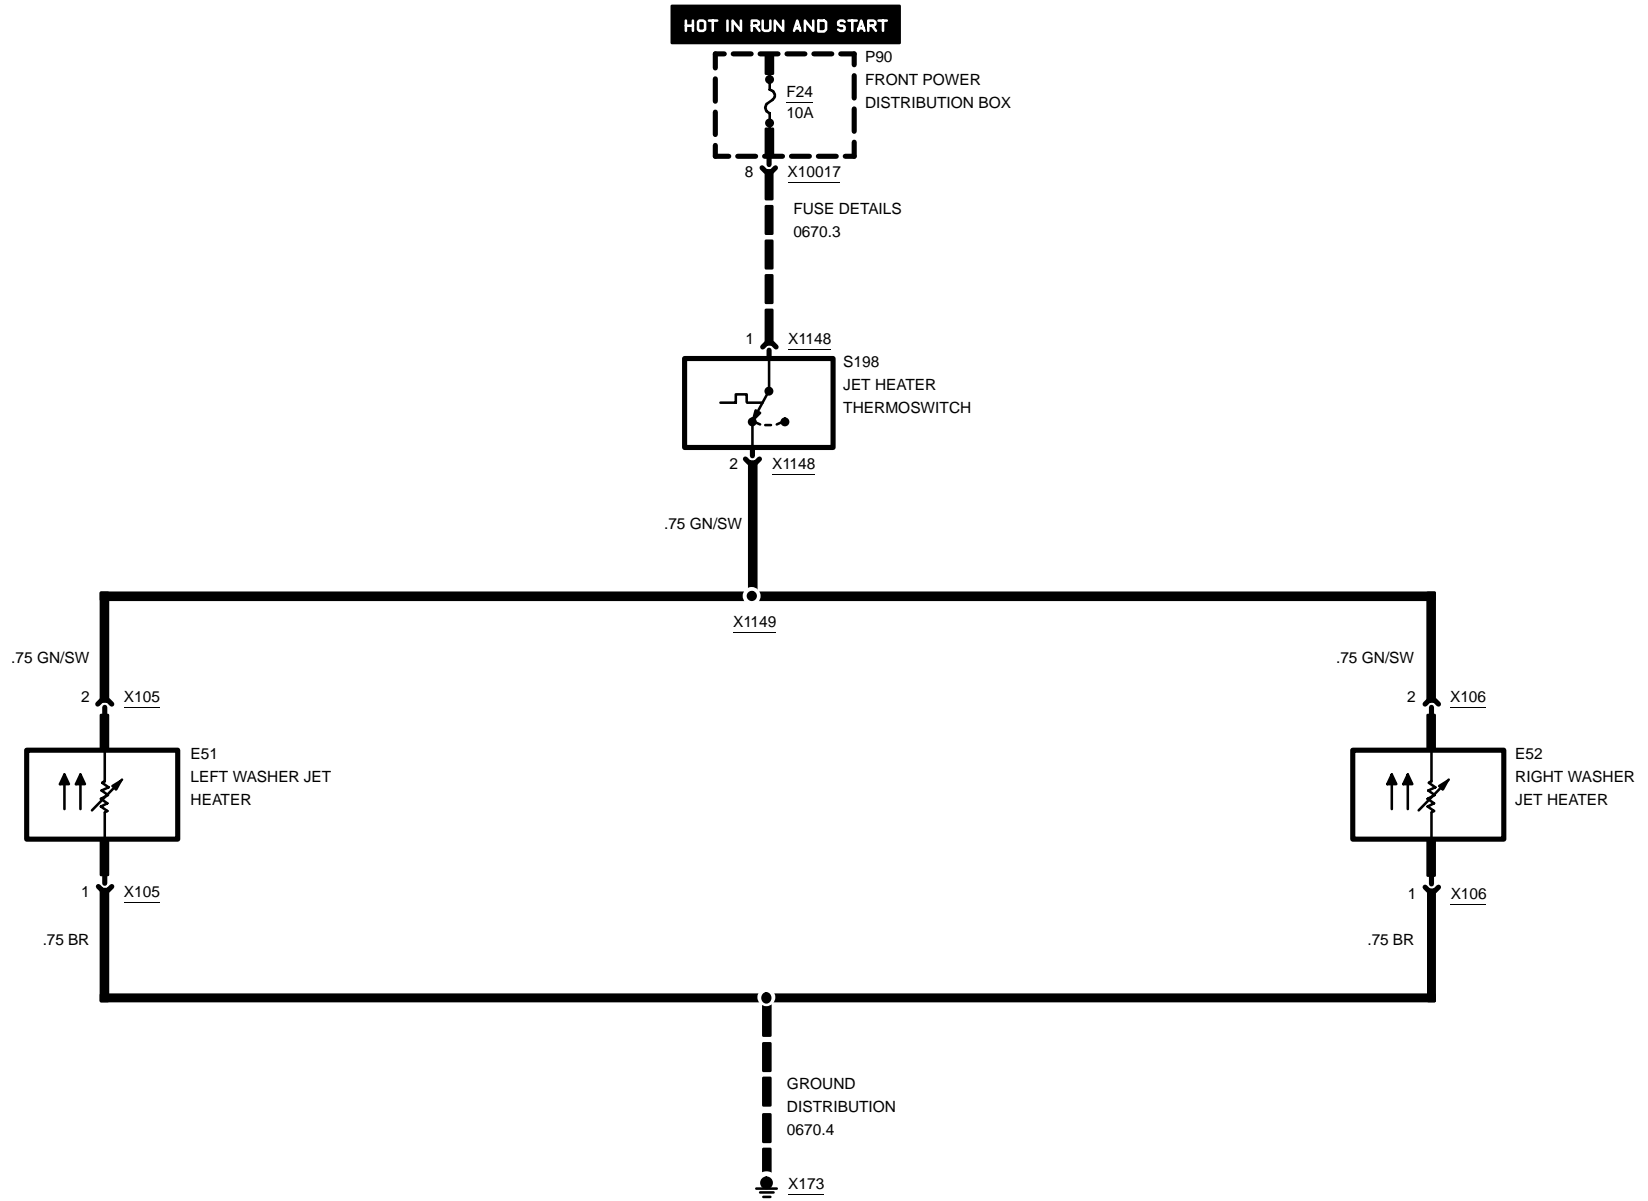 HOT IN RUN AND START
P90
FRONT POWER
DISTRIBUTION BOX
F24
10A
8 X10017
FUSE DETAILS
0670.3
1 X1148
S198
JET HEATER
THERMOSWITCH
2 X1148
.75 GN/SW
X1149
.75 GN/SW
.75 GN/SW
2 X105
2 X106
E51
LEFT WASHER JET
HEATER
E52
RIGHT WASHER
JET HEATER
1 X105
1 X106
.75 BR
.75 BR
GROUND
DISTRIBUTION
0670.4
X173